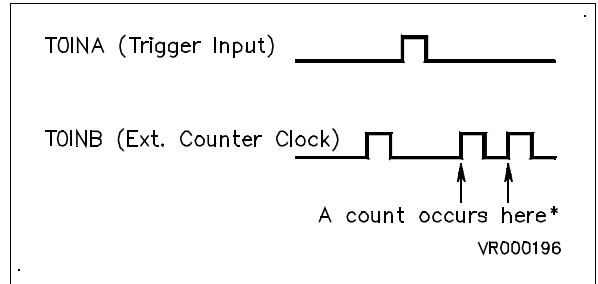 T0INA (Trigger Input)
T0INB (Ext. Counter Clock)
A count occurs here*
VR000196